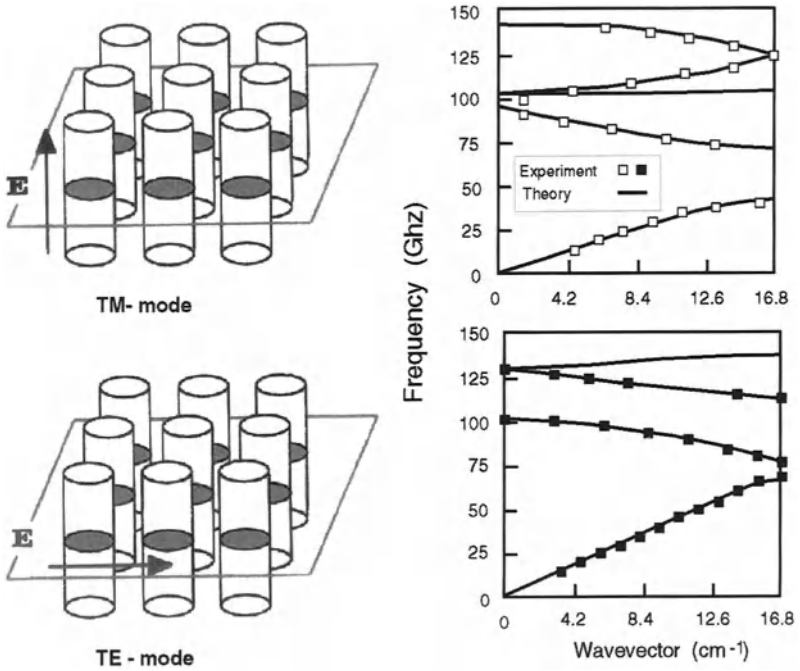 E
TM- mode
150
125
100
75
50
25
0
Experiment
Theory
0 4.2 8.4 12.6 16.8
Frequency (Ghz)
E
TE - mode
150
125
100
75
50
25
0
0 4.2 8.4 12.6 16.8
Wavevector (cm-1)